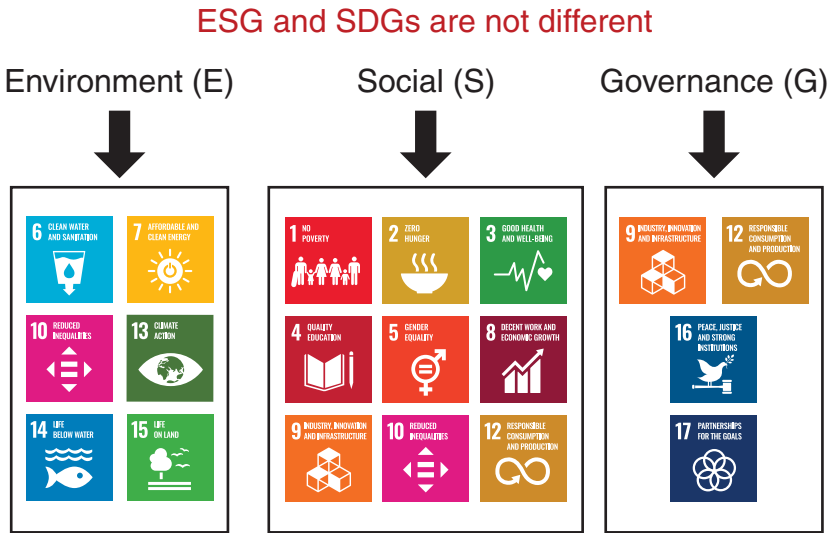 ESG and SDGs are not different
Environment (E)
Social (S)
Governance (G)
6 CLEAN WATER
AND SANITATION
7 AFFORDABLE AND
CLEAN ENERGY
10 REDUCED
INEQUALITIES
13 CLIMATE
ACTION
14 LIFE
BELOW WATER
15 LIFE
ON LAND
1 NO
POVERTY
2 ZERO
HUNGER
3 GOOD HEALTH
AND WELL-BEING
4 QUALITY
EDUCATION
5 GENDER
EQUALITY
8 DECENT WORK AND
ECONOMIC GROWTH
9 INDUSTRY, INNOVATION
AND INFRASTRUCTURE
10 REDUCED
INEQUALITIES
12 RESPONSIBLE
CONSUMPTION
AND PRODUCTION
9 INDUSTRY, INNOVATION
AND INFRASTRUCTURE
12 RESPONSIBLE
CONSUMPTION
AND PRODUCTION
16 PEACE, JUSTICE
AND STRONG
INSTITUTIONS
17 PARTNERSHIPS
FOR THE GOALS